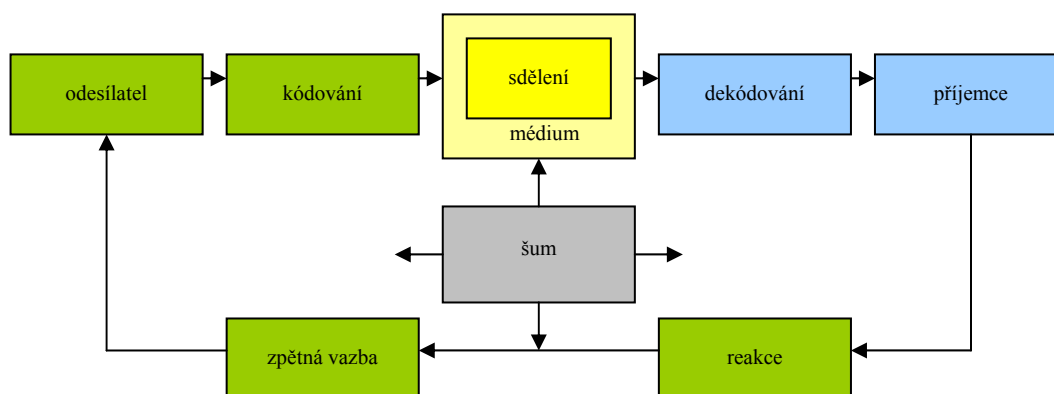 odesílatel
kódování
sdělení
médium
dekódování
příjemce
šum
zpětná vazba
reakce